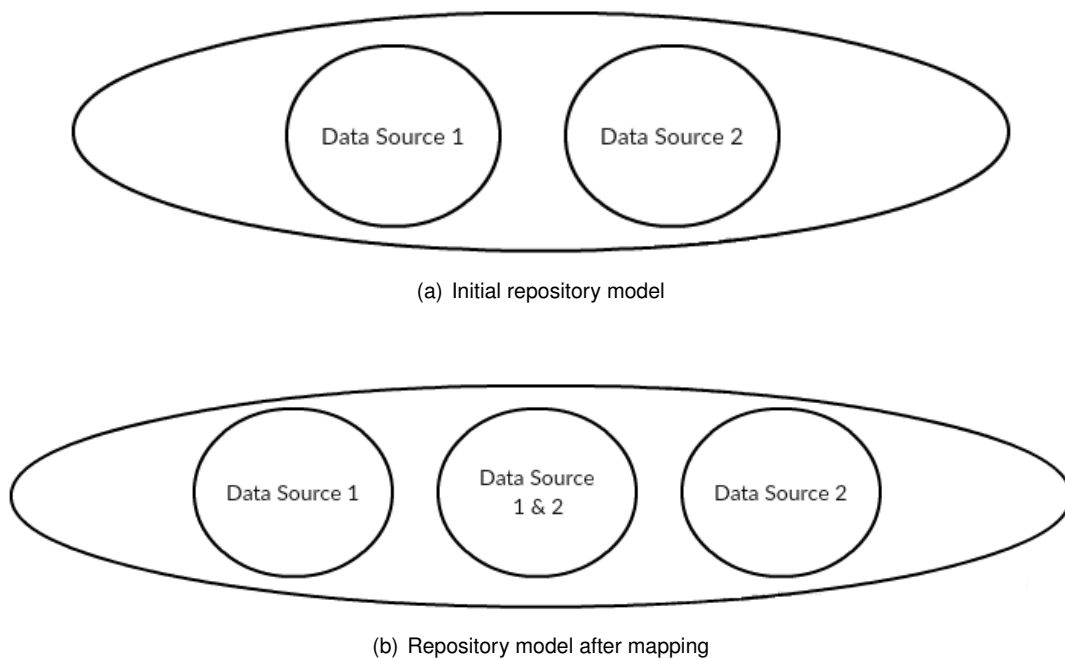 Data Source 1
Data Source 2
(a) Initial repository model
Data Source 1
Data Source
1 & 2
Data Source 2
(b) Repository model after mapping